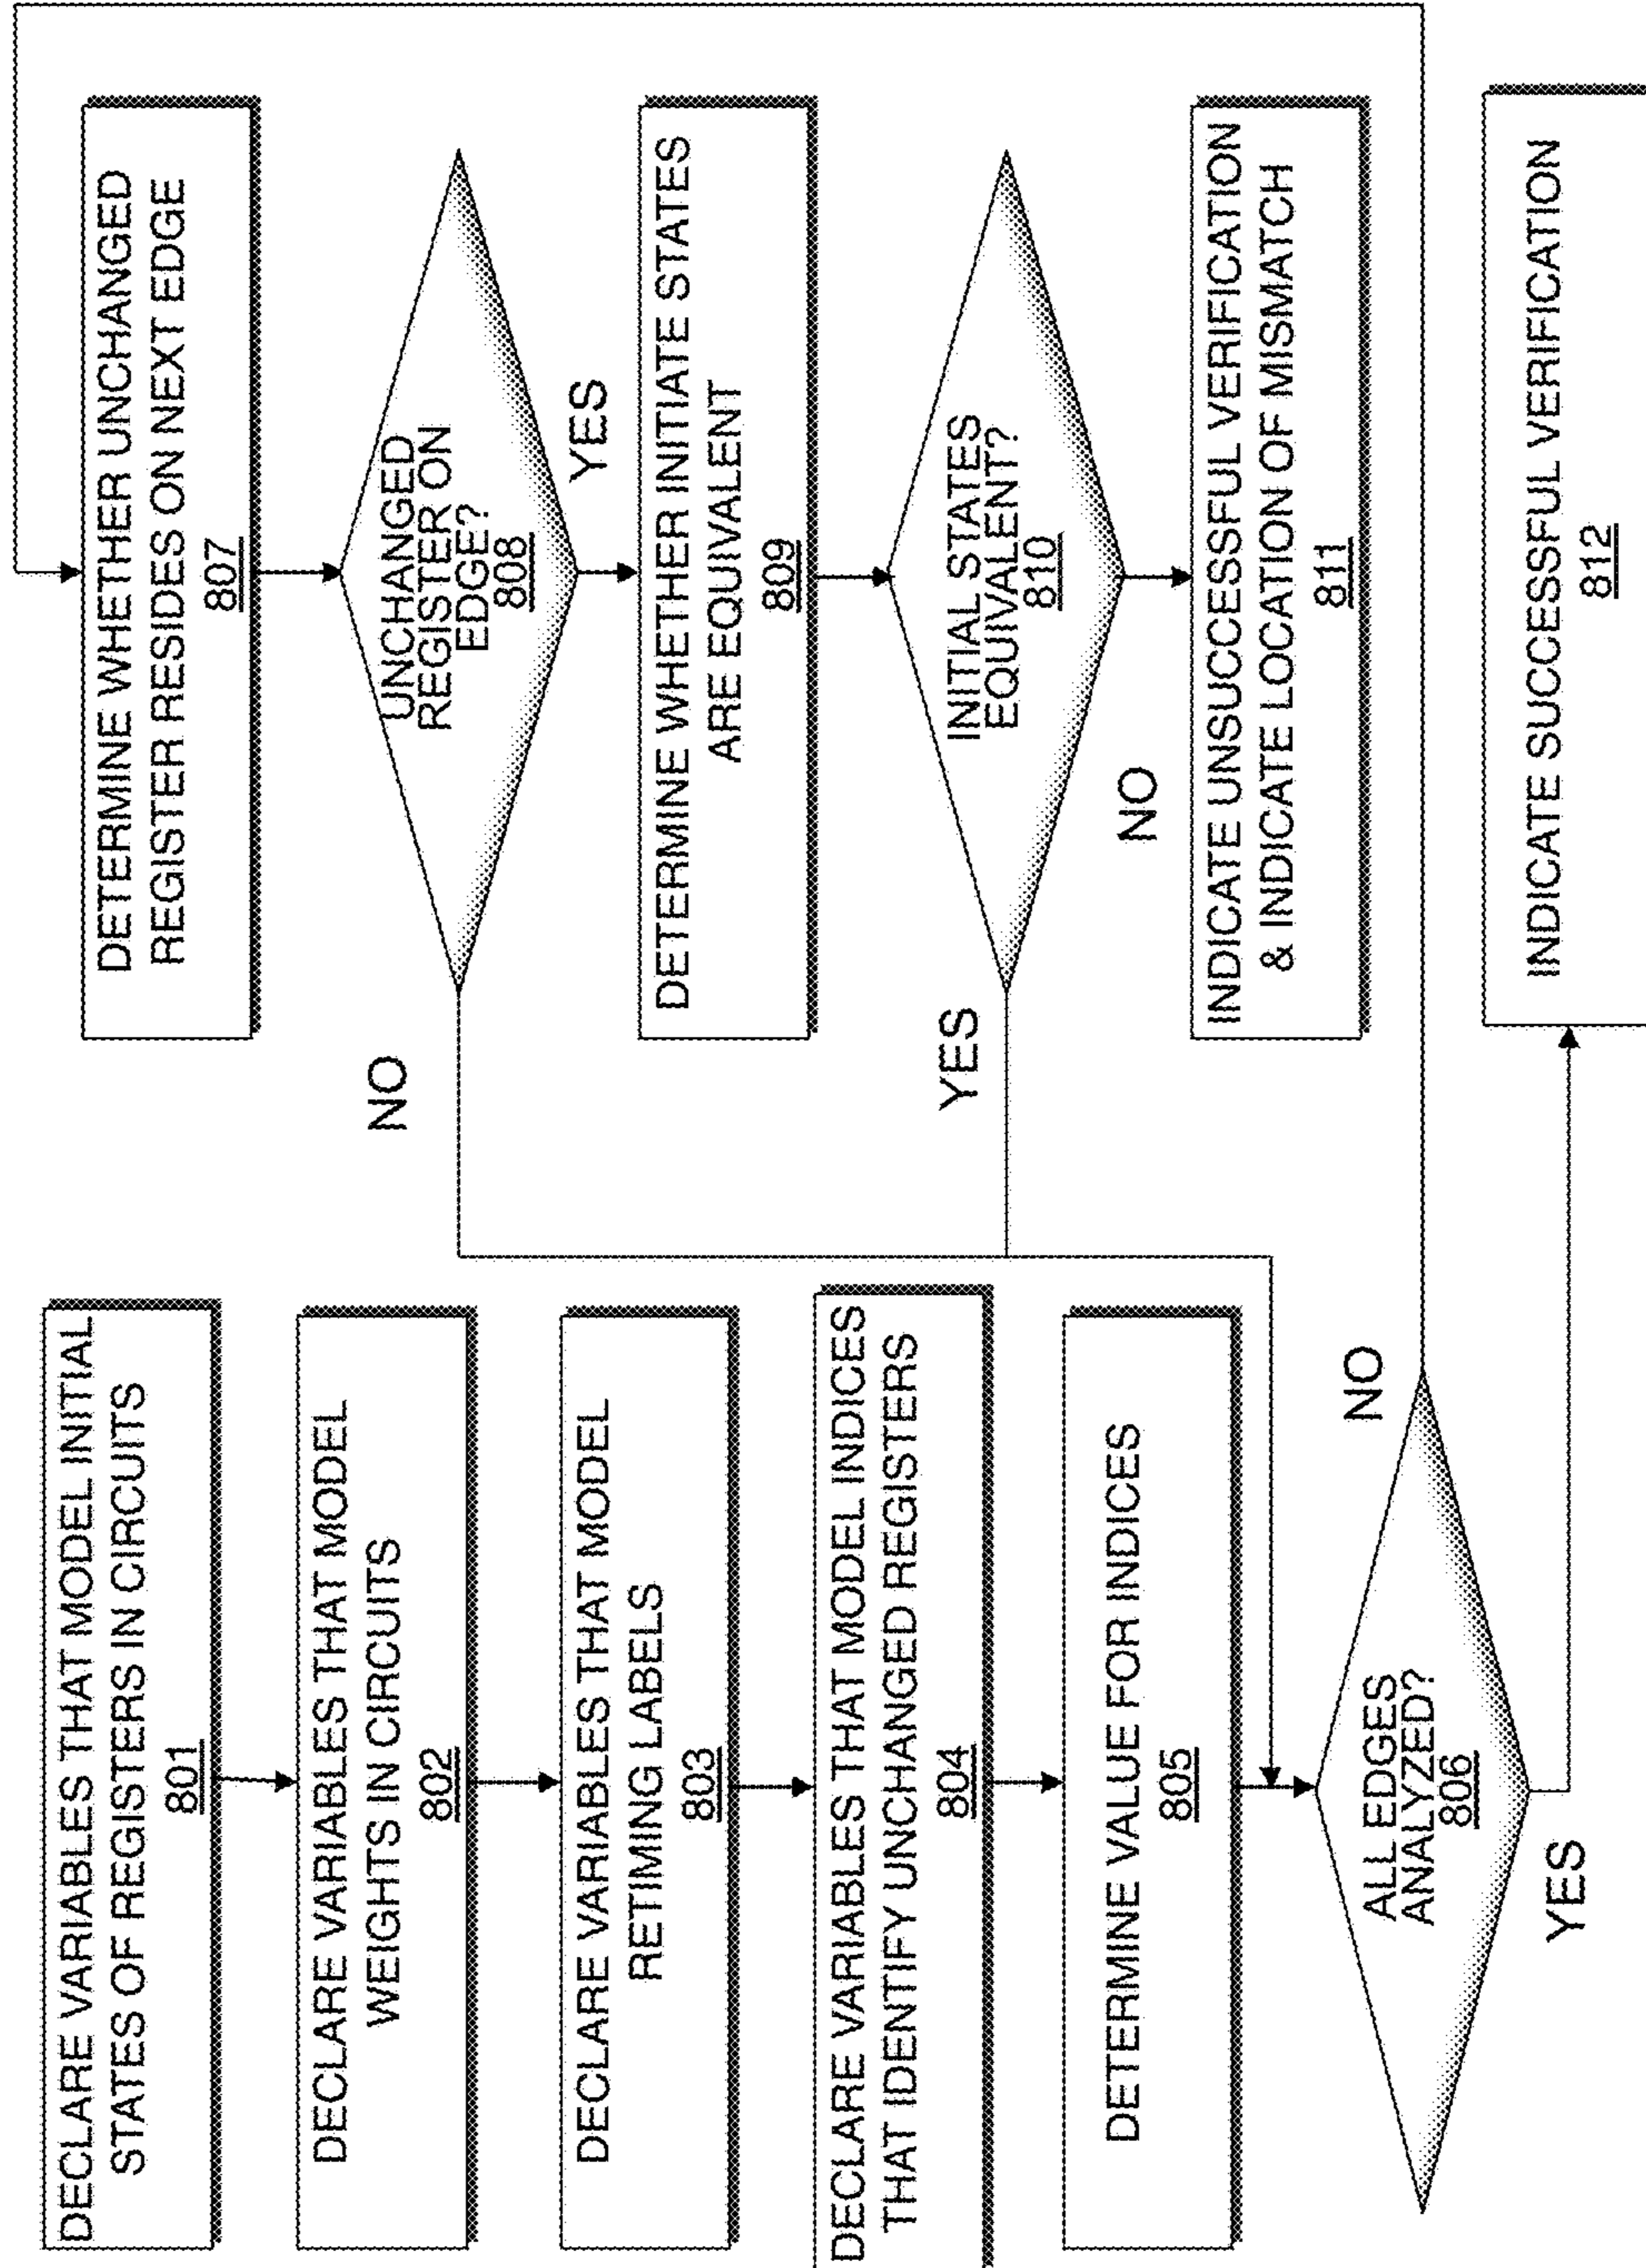 DECLARE VARIABLES THAT MODEL INITIAL
STATES OF REGISTERS IN CIRCUITS
801
DECLARE VARIABLES THAT MODEL
WEIGHTS IN CIRCUITS
802
DECLARE VARIABLES THAT MODEL
RETIMING LABELS
803
DECLARE VARIABLES THAT MODEL INDICES
THAT IDENTIFY UNCHANGED REGISTERS
804
DETERMINE VALUE FOR INDICES
805
ALL EDGES
ANALYZED?
806
NO
YES
DETERMINE WHETHER UNCHANGED
REGISTER RESIDES ON NEXT EDGE
807
UNCHANGED
REGISTER ON
EDGE?
808
NO
YES
DETERMINE WHETHER INITIATE STATES
ARE EQUIVALENT
809
INITIAL STATES
EQUIVALENT?
810
YES
NO
INDICATE UNSUCCESSFUL VERIFICATION
& INDICATE LOCATION OF MISMATCH
811
INDICATE SUCCESSFUL VERIFICATION
812